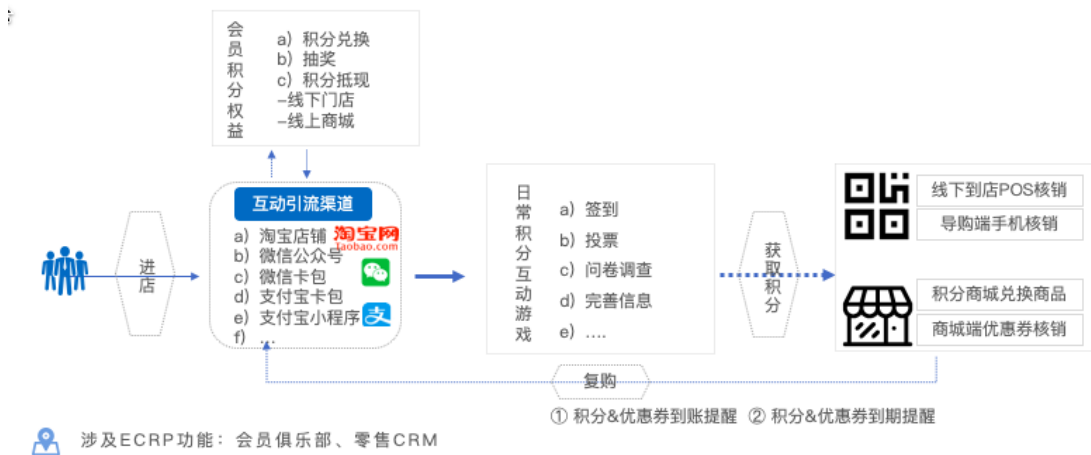 会员积分权益
a）积分兑换
b）抽奖
c）积分抵现
–线下门店
–线上商城
进店
互动引流渠道
a）淘宝店铺
淘宝网
Taobao.com
b）微信公众号
c）微信卡包
d）支付宝卡包
e）支付宝小程序
支
f）…
日常积分互动游戏
a）签到
b）投票
c）问卷调查
d）完善信息
e）….
获取积分
线下到店POS核销
导购端手机核销
积分商城兑换商品
商城端优惠券核销
复购
① 积分&优惠券到账提醒 ② 积分&优惠券到期提醒
涉及ECRP功能：会员俱乐部、零售CRM